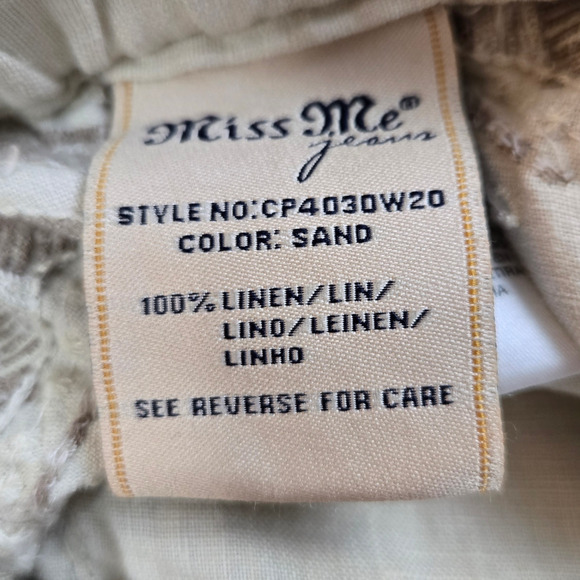 Miss Me®
jeans
STYLE NO:CP4030W20
COLOR: SAND
100% LINEN/LIN/
LINO/LEINEN/
LINHO
SEE REVERSE FOR CARE